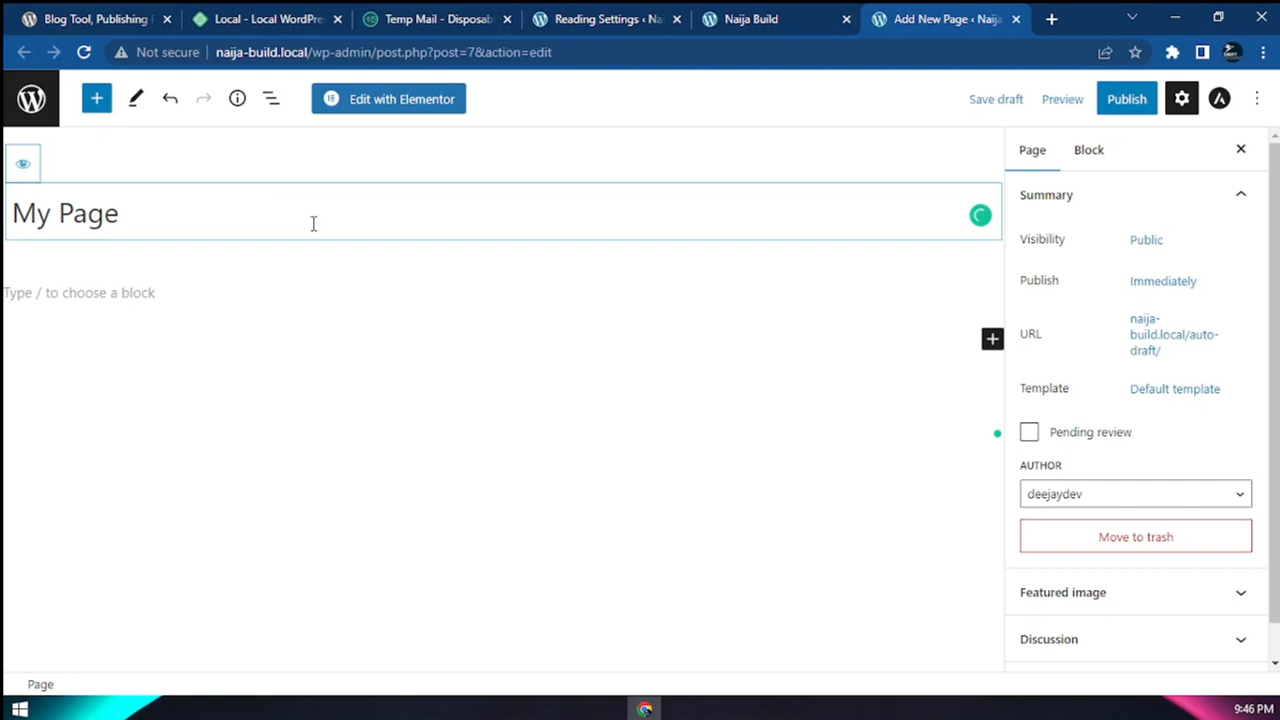 Blog Tool, Publishing P
Local - Local WordPre
Temp Mail - Disposab
Reading Settings ‹ Na
Naija Build
Add New Page ‹ Naija
Not secure
naija-build.local/wp-admin/post.php?post=7&action=edit
Edit with Elementor
Save draft
Preview
Publish
Page
Block
My Page
Type / to choose a block
Summary
Visibility
Public
Publish
Immediately
URL
naija-
build.local/auto-
draft/
Template
Default template
Pending review
AUTHOR
deejaydev
Move to trash
Featured image
Discussion
Page
9:46 PM